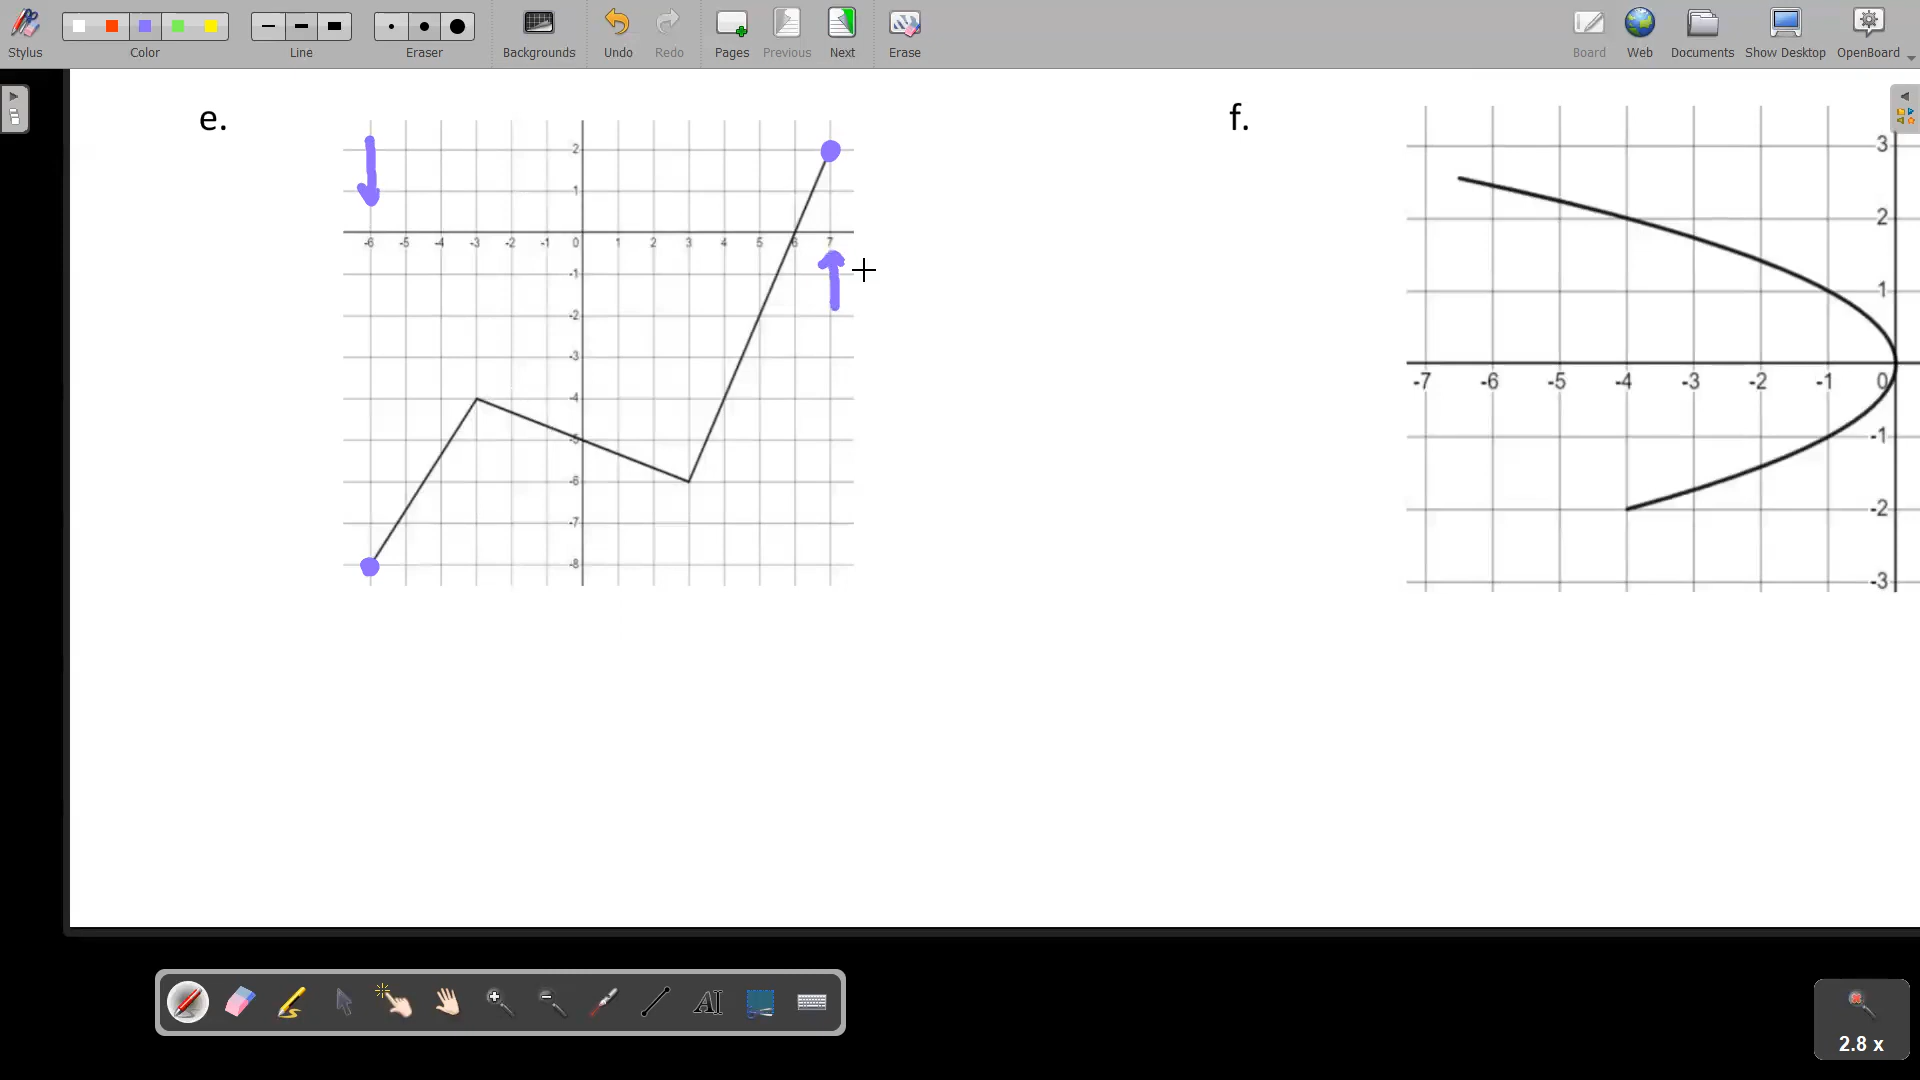 Stylus Color Line Eraser Backgrounds Undo Redo Pages Previous Next Erase Board Web Documents Show Desktop OpenBoard
e.
2
1
-6 -5 -4 -3 -2 -1 0 1 2 3 4 5 6 7
-1
-2
-3
-4
-5
-6
-7
-8
f.
3
2
1
-7 -6 -5 -4 -3 -2 -1 0
-1
-2
-3
AI
2.8 x